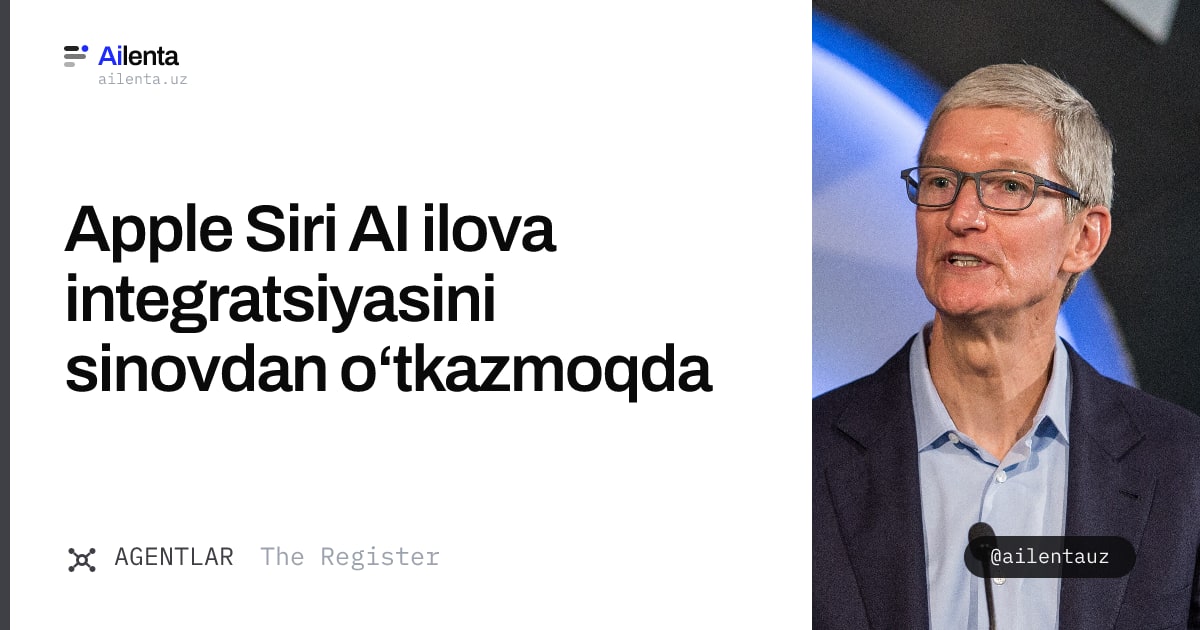 Ailenta
ailenta.uz
Apple Siri AI ilova
integratsiyasini
sinovdan o‘tkazmoqda
AGENTLAR The Register
@ailentauz